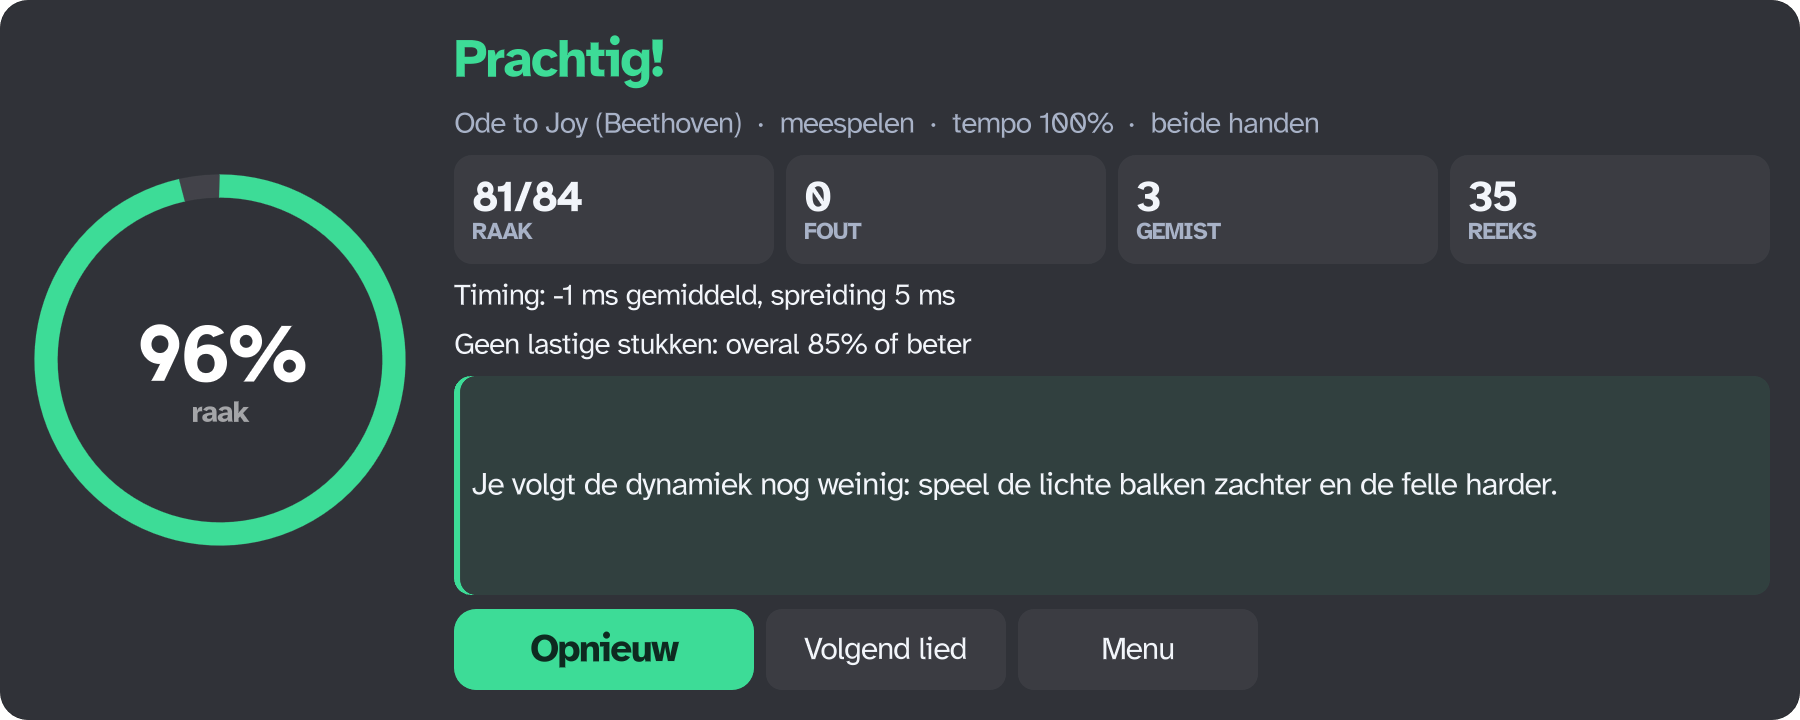 Prachtig!
Ode to Joy (Beethoven) · meespelen · tempo 100% · beide handen
96%
raak
81/84
RAAK
0
FOUT
3
GEMIST
35
REEKS
Timing: -1 ms gemiddeld, spreiding 5 ms
Geen lastige stukken: overal 85% of beter
Je volgt de dynamiek nog weinig: speel de lichte balken zachter en de felle harder.
Opnieuw
Volgend lied
Menu